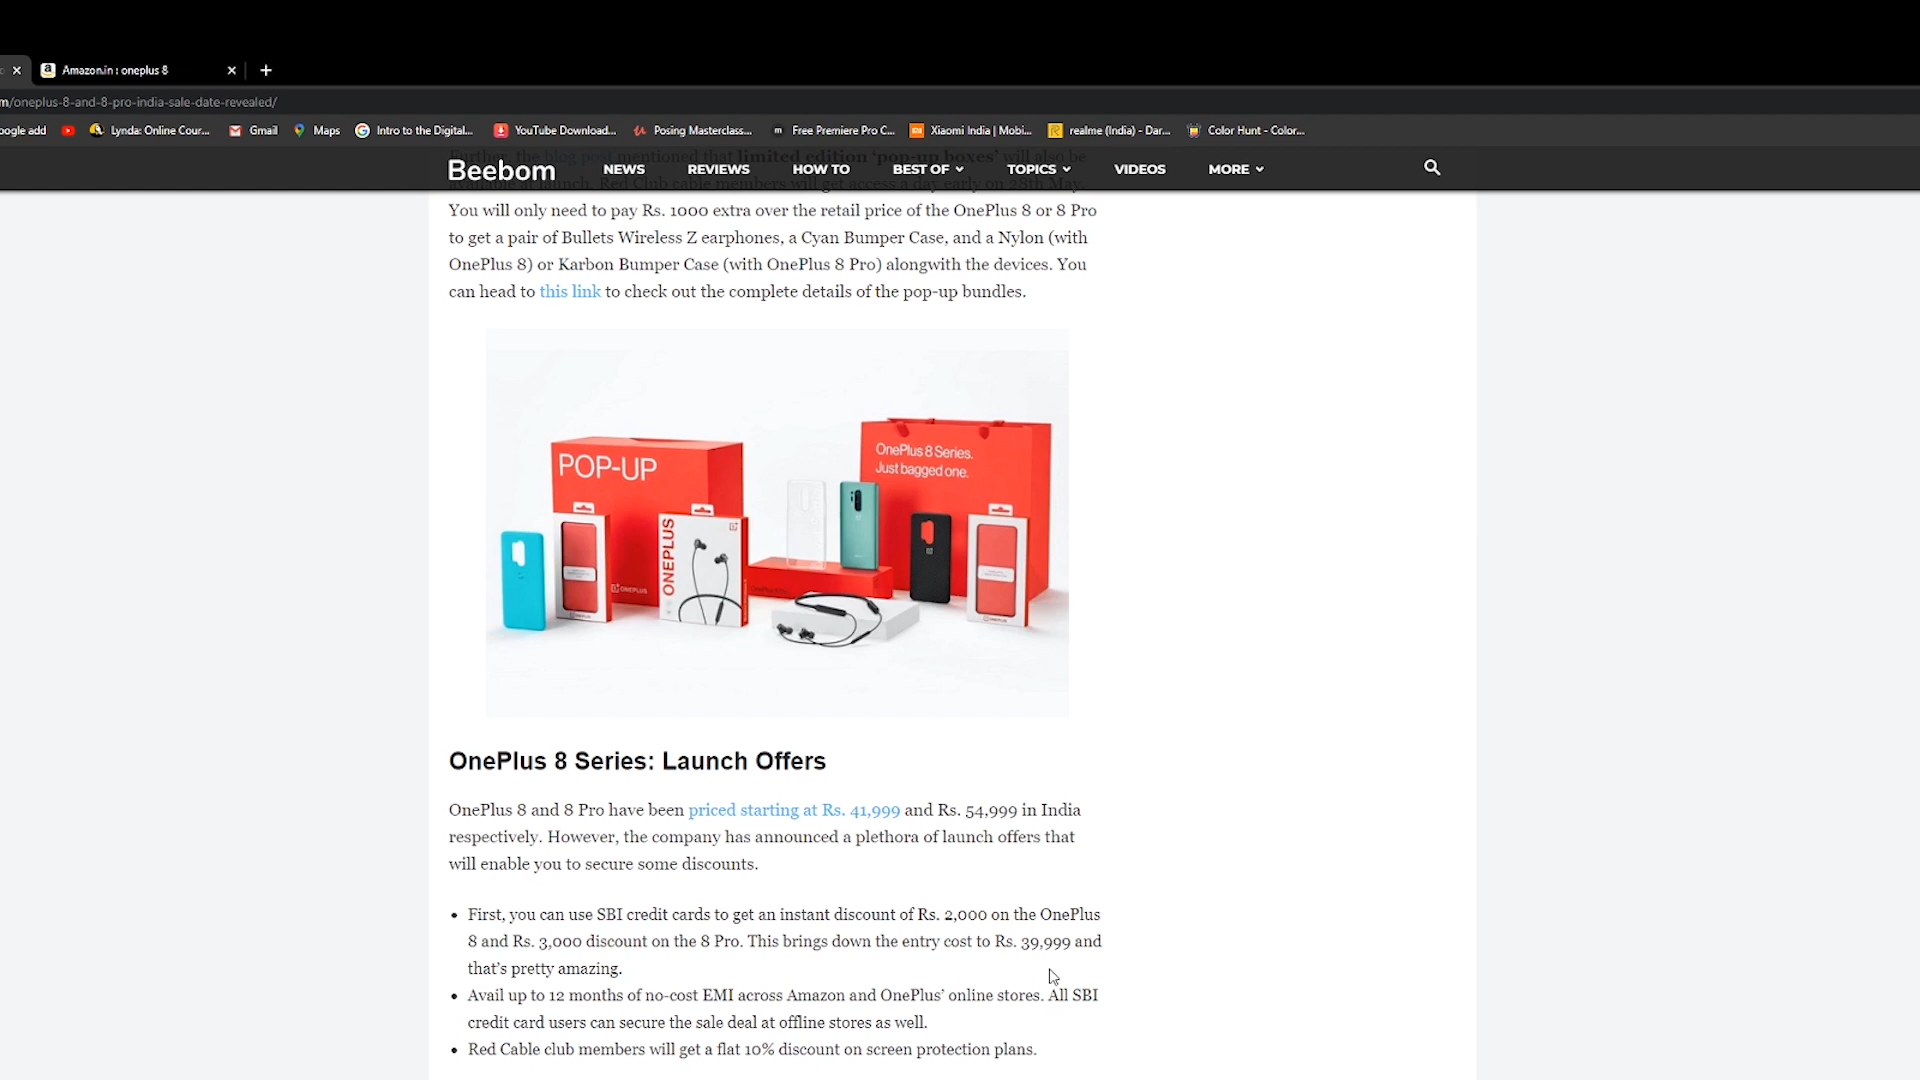 Amazon.in : oneplus 8
m/oneplus-8-and-8-pro-india-sale-date-revealed/
oogle add
Lynda: Online Cour...
Gmail
Maps
Intro to the Digital...
YouTube Download...
Posing Masterclass...
Free Premiere Pro C...
Xiaomi India | Mobi...
realme (India) - Dar...
Color Hunt - Color...
Further, the blog post mentioned that limited edition ‘pop-up boxes’ will also be
Beebom
NEWS
REVIEWS
HOW TO
BEST OF
TOPICS
VIDEOS
MORE
available at launch. Red Club cable members will get access a day early on 28th May.
You will only need to pay Rs. 1000 extra over the retail price of the OnePlus 8 or 8 Pro
to get a pair of Bullets Wireless Z earphones, a Cyan Bumper Case, and a Nylon (with
OnePlus 8) or Karbon Bumper Case (with OnePlus 8 Pro) alongwith the devices. You
can head to this link to check out the complete details of the pop-up bundles.
POP-UP
OnePlus 8 Series.
Just bagged one.
ONEPLUS
ONEPLUS
OnePlus 8 Series: Launch Offers
OnePlus 8 and 8 Pro have been priced starting at Rs. 41,999 and Rs. 54,999 in India
respectively. However, the company has announced a plethora of launch offers that
will enable you to secure some discounts.
• First, you can use SBI credit cards to get an instant discount of Rs. 2,000 on the OnePlus
8 and Rs. 3,000 discount on the 8 Pro. This brings down the entry cost to Rs. 39,999 and
that’s pretty amazing.
• Avail up to 12 months of no-cost EMI across Amazon and OnePlus’ online stores. All SBI
credit card users can secure the sale deal at offline stores as well.
• Red Cable club members will get a flat 10% discount on screen protection plans.